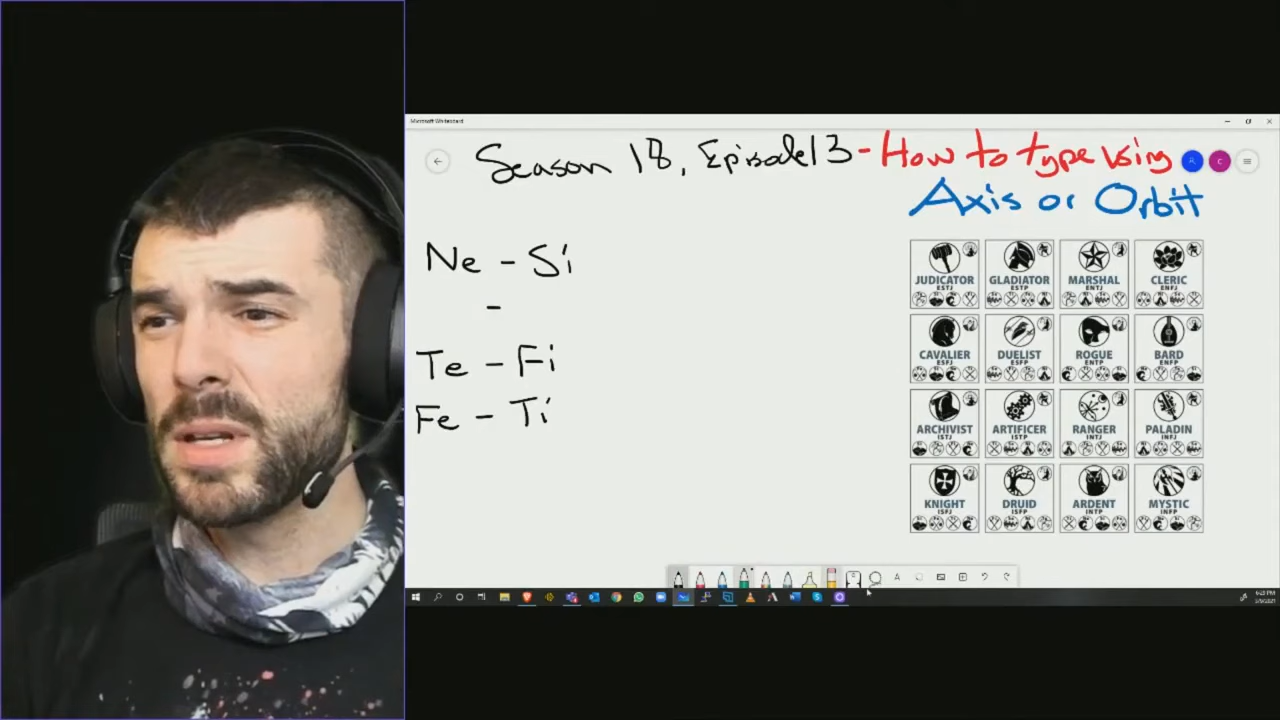 Microsoft Whiteboard
Season 18, Episode 13 - How to type using
Axis or Orbit
Ne - Si
-
Te - Fi
Fe - Ti
JUDICATOR GLADIATOR MARSHAL CLERIC
ESTJ ESTP ENTJ ENFJ
CAVALIER DUELIST ROGUE BARD
ESFJ ESFP ENTP ENFP
ARCHIVIST ARTIFICER RANGER PALADIN
ISTJ ISTP INTJ INFJ
KNIGHT DRUID ARDENT MYSTIC
ISFJ ISFP INTP INFP